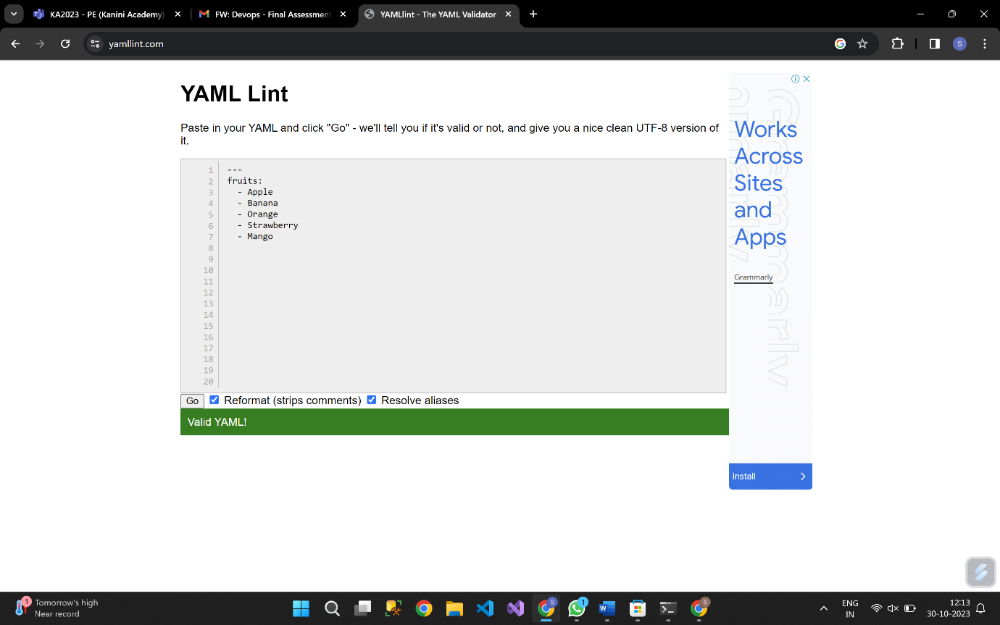 KA2023 - PE (Kanini Academy)
FW: Devops - Final Assessment
YAMLlint - The YAML Validator
yamllint.com
S
YAML Lint
Paste in your YAML and click "Go" - we'll tell you if it's valid or not, and give you a nice clean UTF-8 version of
it.
1 ---
2 fruits:
3 - Apple
4 - Banana
5 - Orange
6 - Strawberry
7 - Mango
8
9
10
11
12
13
14
15
16
17
18
19
20
Go Reformat (strips comments) Resolve aliases
Valid YAML!
Works
Across
Sites
and
Apps
Grammarly
Grammarly
Install
1
Tomorrow's high
Near record
S
1
W
S
ENG
IN
12:13
30-10-2023